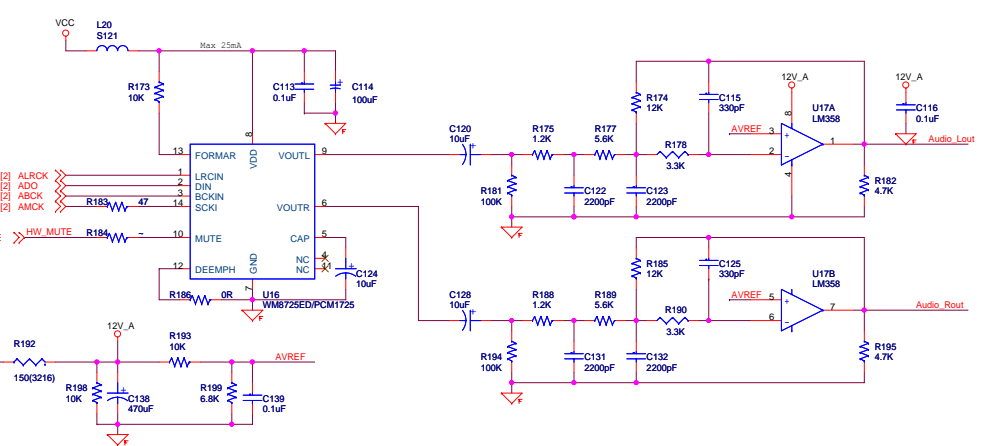 VCC
L20
S121
Max 25mA
R173
10K
C113
0.1uF
C114
100uF
8
13 FORMAR
VDD
VOUTL 9
[2] ALRCK
1 LRCIN
[2] ADO
2 DIN
[2] ABCK
3 BCKIN
[2] AMCK
R183 47
14 SCKI
VOUTR 6
HW_MUTE
R184 ~
10 MUTE
CAP 5
NC 4
NC 11
12 DEEMPH
GND
7
C124
10uF
R186 0R
U16
WM8725ED/PCM1725
C120
10uF
R181
100K
R175
1.2K
R177
5.6K
C122
2200pF
C123
2200pF
R174
12K
R178
3.3K
C115
330pF
12V_A
8
AVREF 3
+
2
-
4
1
U17A
LM358
12V_A
C116
0.1uF
Audio_Lout
R182
4.7K
C128
10uF
R194
100K
R188
1.2K
R189
5.6K
C131
2200pF
C132
2200pF
R185
12K
R190
3.3K
C125
330pF
AVREF 5
+
6
-
7
U17B
LM358
Audio_Rout
R195
4.7K
R192
150(3216)
12V_A
R193
10K
AVREF
R198
10K
C138
470uF
R199
6.8K
C139
0.1uF